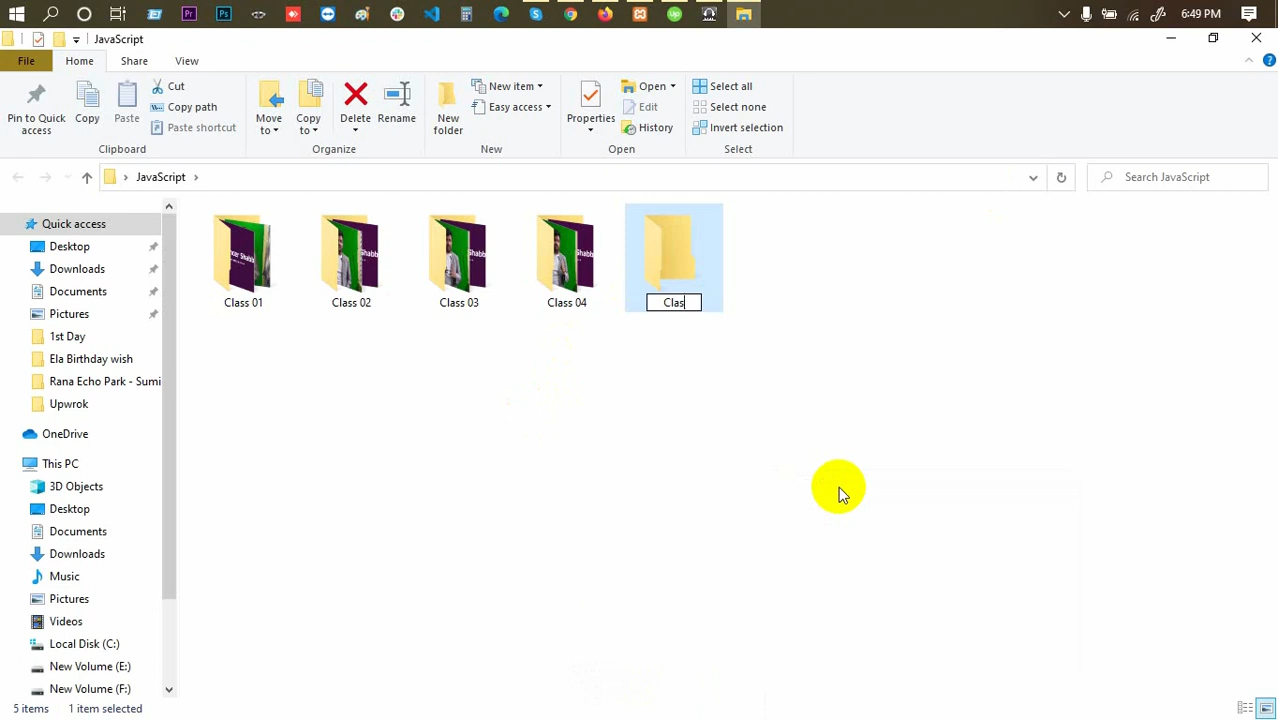 6:49 PM
JavaScript
File Home Share View
Pin to Quick access
Copy
Paste
Cut
Copy path
Paste shortcut
Clipboard
Move to
Copy to
Delete
Rename
Organize
New folder
New item
Easy access
New
Properties
Open
Edit
History
Open
Select all
Select none
Invert selection
Select
JavaScript
Search JavaScript
Quick access
Desktop
Downloads
Documents
Pictures
1st Day
Ela Birthday wish
Rana Echo Park - Sumi
Upwrok
OneDrive
This PC
3D Objects
Desktop
Documents
Downloads
Music
Pictures
Videos
Local Disk (C:)
New Volume (E:)
New Volume (F:)
Class 01
Class 02
Class 03
Class 04
Clas
5 items 1 item selected